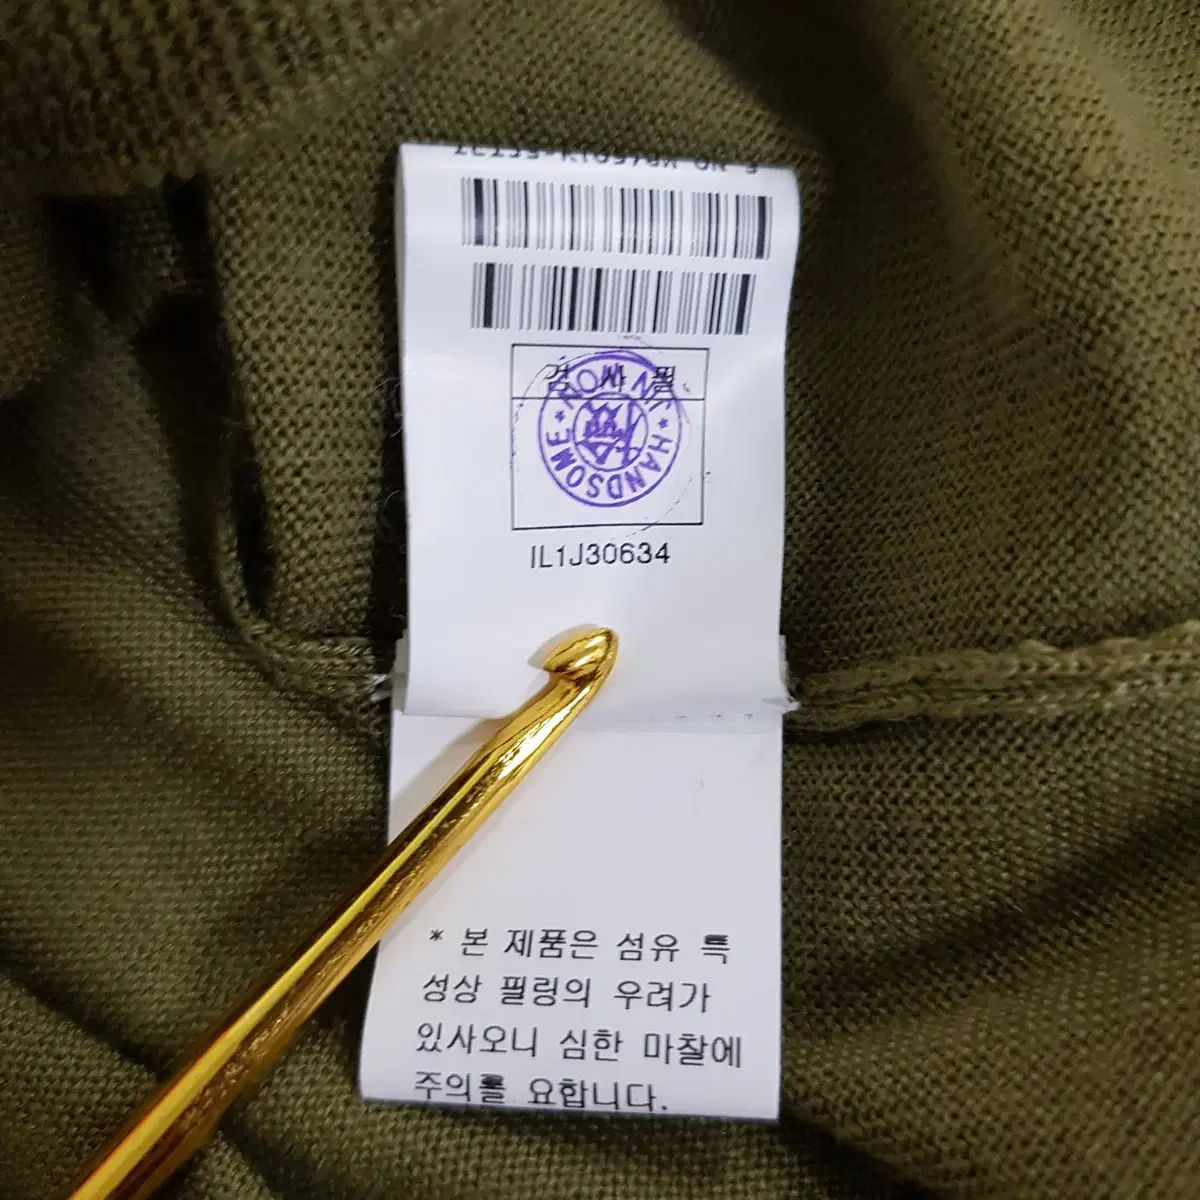 검 사 필
HANDSOME
IL1J30634
* 본 제품은 섬유 특
성상 필링의 우려가
있사오니 심한 마찰에
주의를 요합니다.